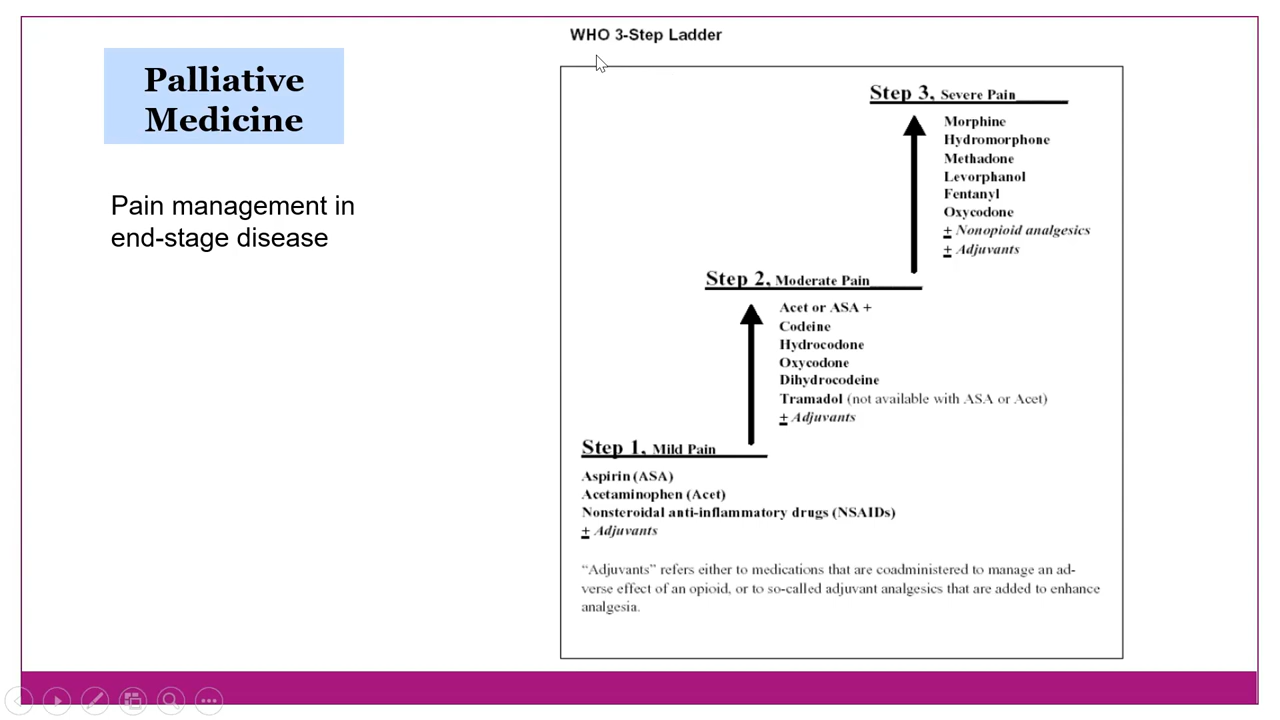 Palliative
Medicine
Pain management in
end-stage disease
WHO 3-Step Ladder
Step 3, Severe Pain
Morphine
Hydromorphone
Methadone
Levorphanol
Fentanyl
Oxycodone
± Nonopioid analgesics
± Adjuvants
Step 2, Moderate Pain
Acet or ASA +
Codeine
Hydrocodone
Oxycodone
Dihydrocodeine
Tramadol (not available with ASA or Acet)
± Adjuvants
Step 1, Mild Pain
Aspirin (ASA)
Acetaminophen (Acet)
Nonsteroidal anti-inflammatory drugs (NSAIDs)
± Adjuvants
“Adjuvants” refers either to medications that are coadministered to manage an ad-
verse effect of an opioid, or to so-called adjuvant analgesics that are added to enhance
analgesia.